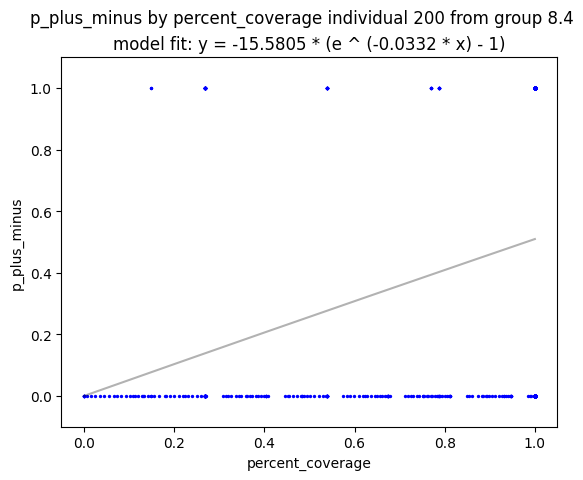 p_plus_minus by percent_coverage individual 200 from group 8.4
model fit: y = -15.5805 * (e ^ (-0.0332 * x) - 1)
1.0
0.8
0.6
0.4
0.2
0.0
p_plus_minus
0.0 0.2 0.4 0.6 0.8 1.0
percent_coverage